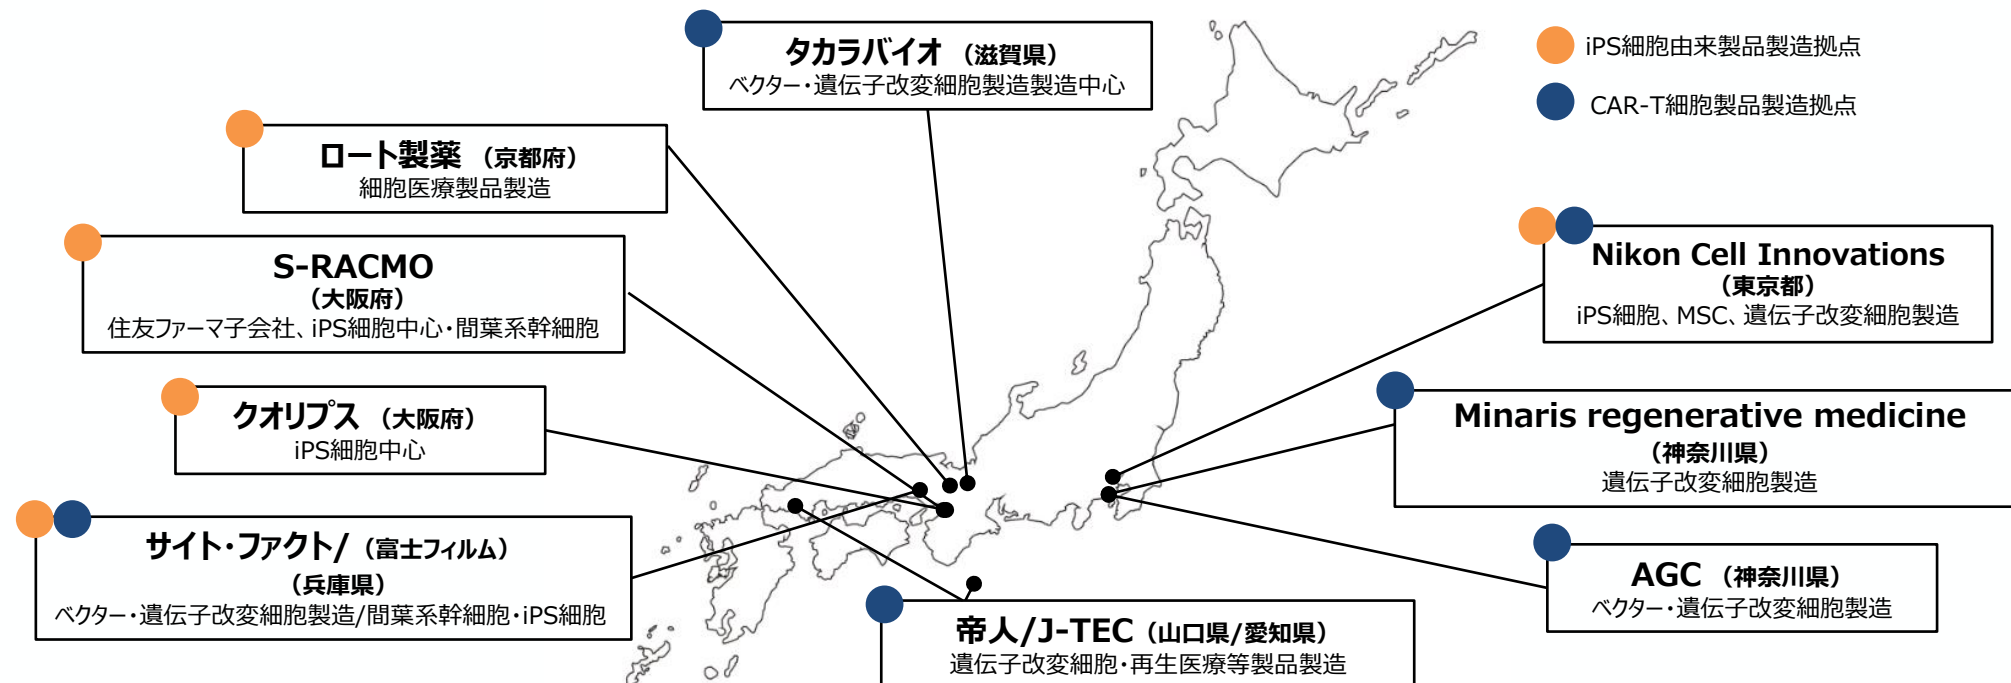 タカラバイオ （滋賀県）
ベクター・遺伝子改変細胞製造製造中心
iPS細胞由来製品製造拠点
CAR-T細胞製品製造拠点
ロート製薬 （京都府）
細胞医療製品製造
S-RACMO
（大阪府）
住友ファーマ子会社、iPS細胞中心・間葉系幹細胞
クオリプス （大阪府）
iPS細胞中心
サイト・ファクト/ （富士フィルム）
（兵庫県）
ベクター・遺伝子改変細胞製造/間葉系幹細胞・iPS細胞
Nikon Cell Innovations
（東京都）
iPS細胞、MSC、遺伝子改変細胞製造
Minaris regenerative medicine
（神奈川県）
遺伝子改変細胞製造
AGC （神奈川県）
ベクター・遺伝子改変細胞製造
帝人/J-TEC（山口県/愛知県）
遺伝子改変細胞・再生医療等製品製造